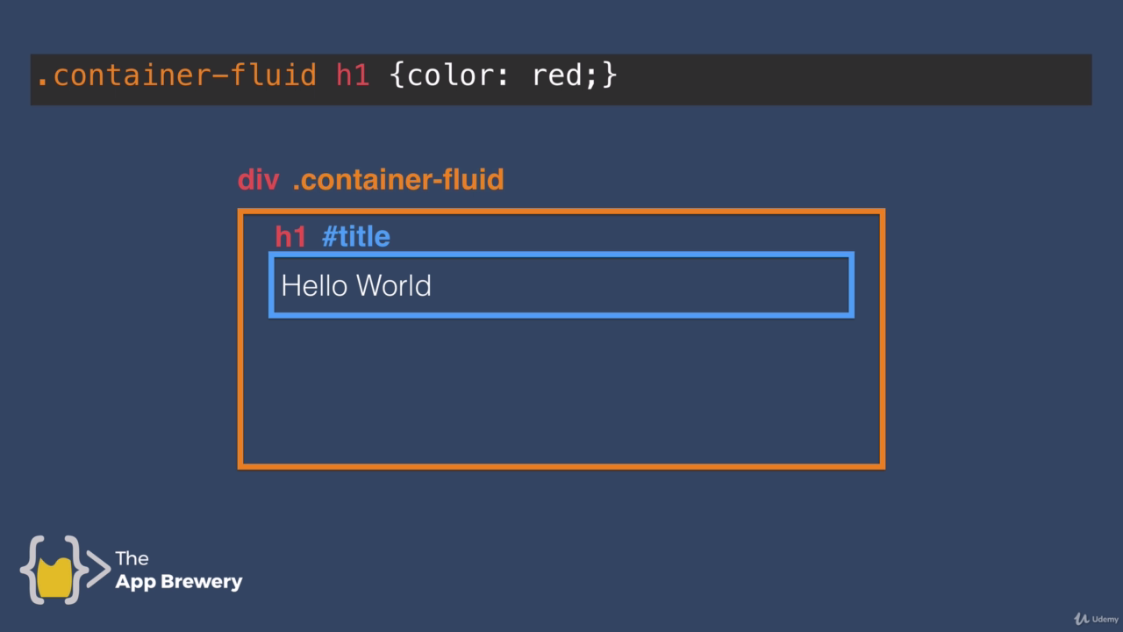 .container-fluid h1 {color: red;}
div .container-fluid
h1 #title
Hello World
The
App Brewery
Udemy